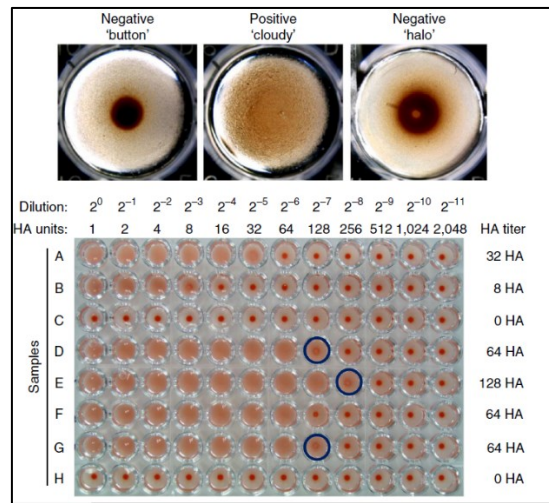 Negative 'button'
Positive 'cloudy'
Negative 'halo'
Dilution: 2⁰ 2⁻¹ 2⁻² 2⁻³ 2⁻⁴ 2⁻⁵ 2⁻⁶ 2⁻⁷ 2⁻⁸ 2⁻⁹ 2⁻¹⁰ 2⁻¹¹
HA units: 1 2 4 8 16 32 64 128 256 512 1,024 2,048 HA titer
Samples
A 32 HA
B 8 HA
C 0 HA
D 64 HA
E 128 HA
F 64 HA
G 64 HA
H 0 HA